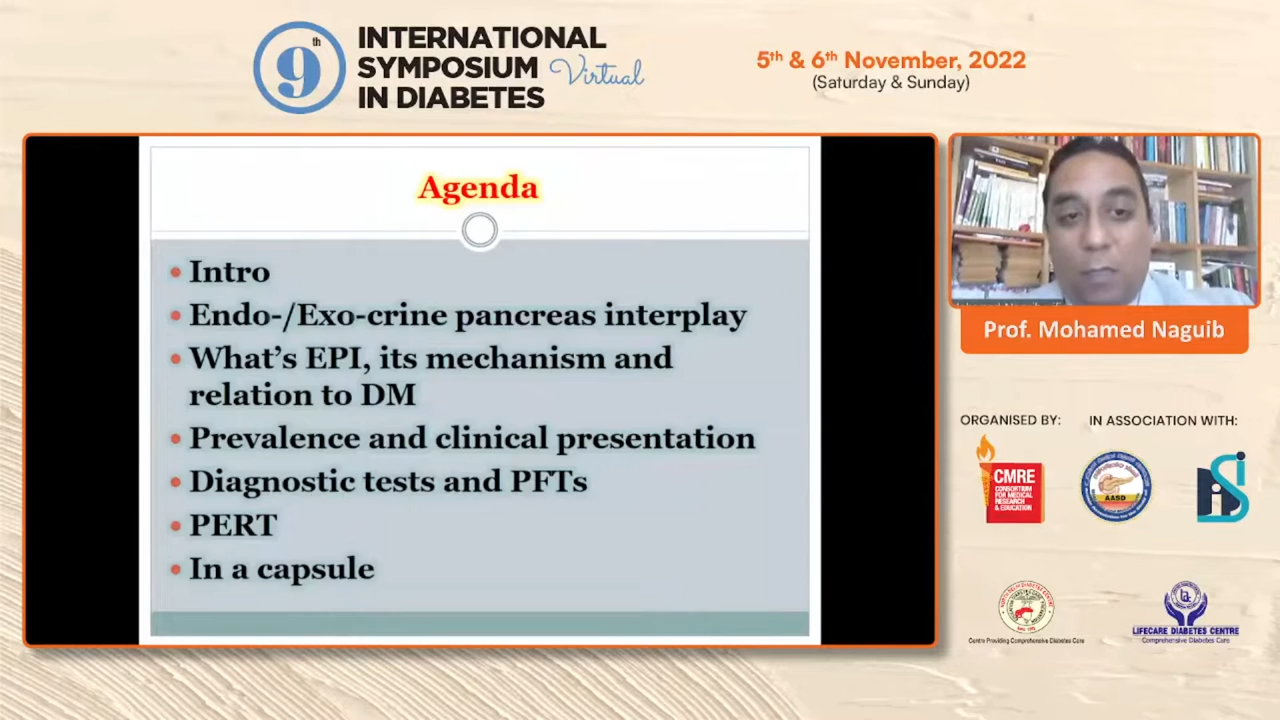 9th
INTERNATIONAL
SYMPOSIUM Virtual
IN DIABETES
5th & 6th November, 2022
(Saturday & Sunday)
Agenda
• Intro
• Endo-/Exo-crine pancreas interplay
• What's EPI, its mechanism and
relation to DM
• Prevalence and clinical presentation
• Diagnostic tests and PFTs
• PERT
• In a capsule
Prof. Mohamed Naguib
ORGANISED BY:
IN ASSOCIATION WITH:
CMRE
CONSORTIUM
FOR MEDICAL
RESEARCH
& EDUCATION
AASD
Centre Providing Comprehensive Diabetes Care
LIFECARE DIABETES CENTRE
Comprehensive Diabetes Care